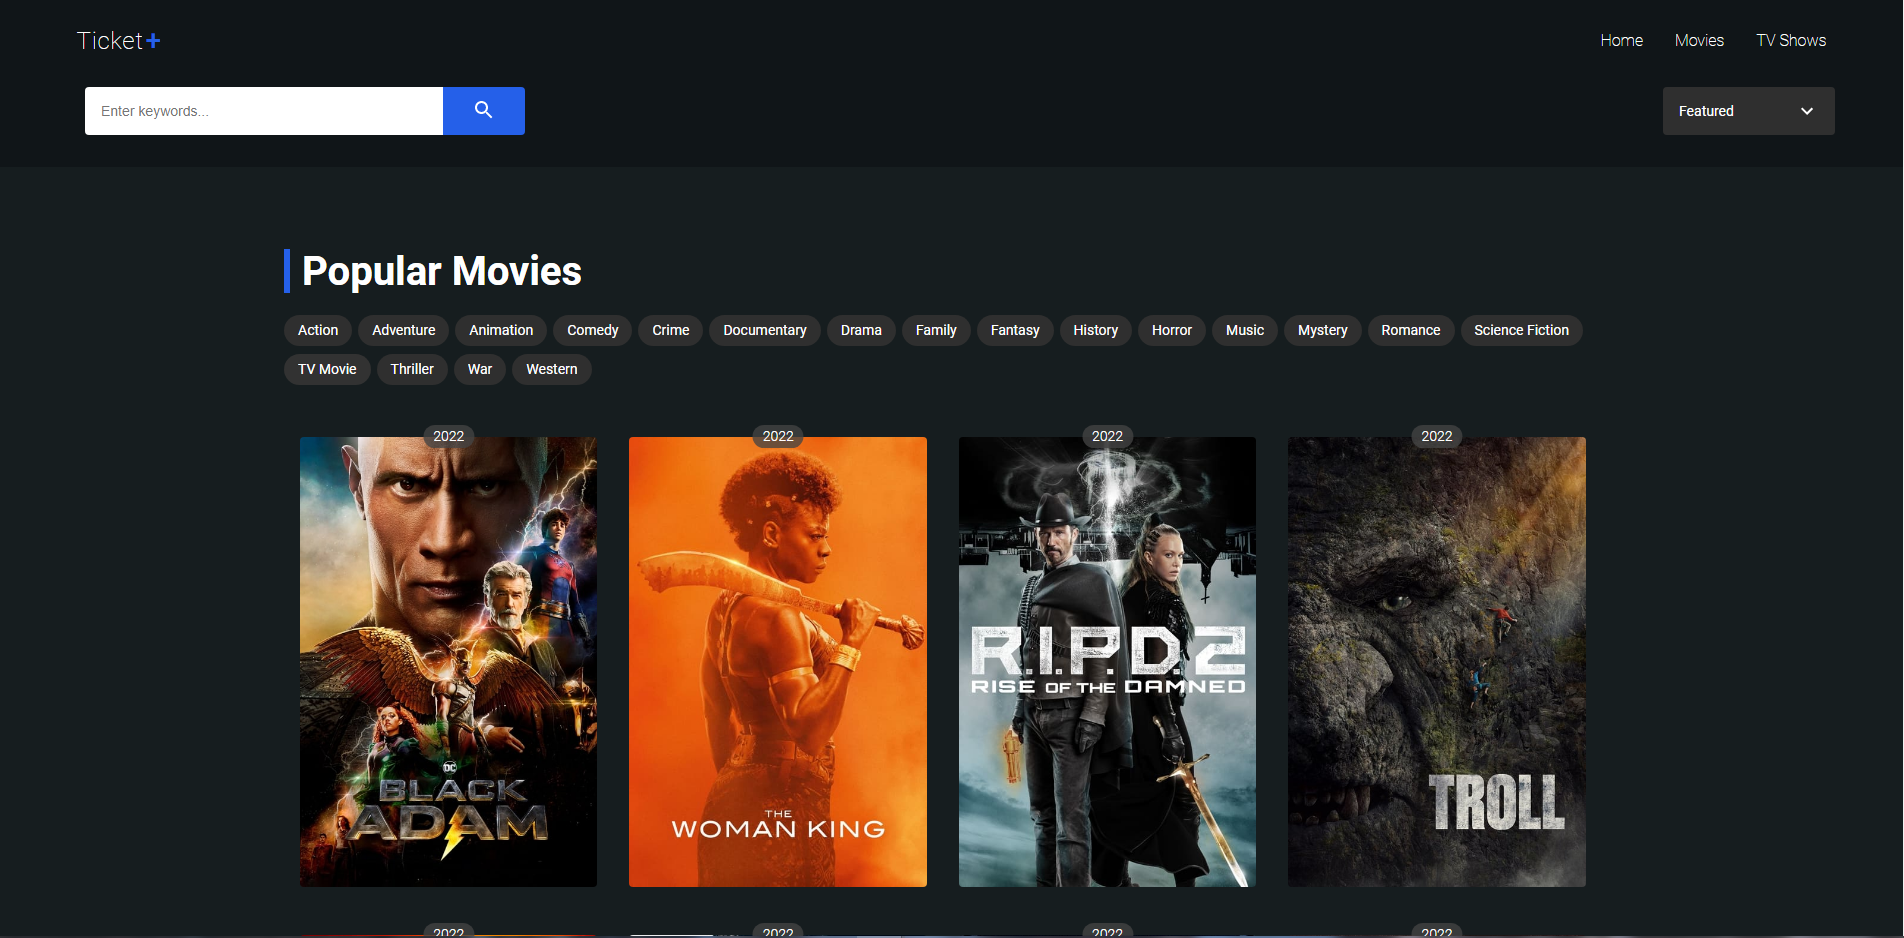 Ticket+
Home Movies TV Shows
Enter keywords...
Featured
Popular Movies
Action Adventure Animation Comedy Crime Documentary Drama Family Fantasy History Horror Music Mystery Romance Science Fiction
TV Movie Thriller War Western
2022 2022 2022 2022
R.I.P.D.2
RISE OF THE DAMNED
DC
BLACK
ADAM
THE
WOMAN KING
TROLL
2022 2022 2022 2022